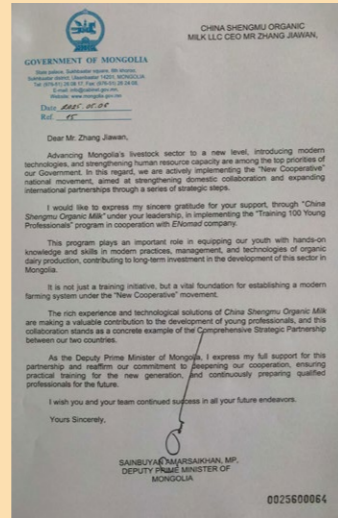 CHINA SHENGMU ORGANIC
MILK LLC CEO MR ZHANG JIAWAN,
GOVERNMENT OF MONGOLIA
State palace, Sukhbaatar square,
Sukhbaatar district, Ulaanbaatar 14201, MONGOLIA
Date 2025.05.05
Ref 15
Dear Mr. Zhang Jiawan,
Advancing Mongolia's livestock sector to a new level, introducing modern
technologies, and strengthening human resource capacity are among the top priorities of
our Government. In this regard, we are actively implementing the "New Cooperative"
national movement, aimed at strengthening domestic collaboration and expanding
international partnerships through a series of strategic steps.
I would like to express my sincere gratitude for your support, through "China
Shengmu Organic Milk" under your leadership, in implementing the "Training 100 Young
Professionals" program in cooperation with ENomad company.
This program plays an important role in equipping our youth with hands-on
knowledge and skills in modern practices, management, and technologies of organic
dairy production, contributing to long-term investment in the development of this sector in
Mongolia.
It is not just a training initiative, but a vital foundation for establishing a modern
farming system under the "New Cooperative" movement.
The rich experience and technological solutions of China Shengmu Organic Milk
are making a valuable contribution to the development of young professionals, and this
collaboration stands as a concrete example of the Comprehensive Strategic Partnership
between our two countries.
As the Deputy Prime Minister of Mongolia, I express my full support for this
partnership and reaffirm our commitment to deepening our cooperation, ensuring
practical training for the new generation, and continuously preparing qualified
professionals for the future.
I wish you and your team continued success in all your future endeavors.
Yours Sincerely,
SAINBUYAN AMARSAIKHAN, MP,
DEPUTY PRIME MINISTER OF
MONGOLIA
0025600064